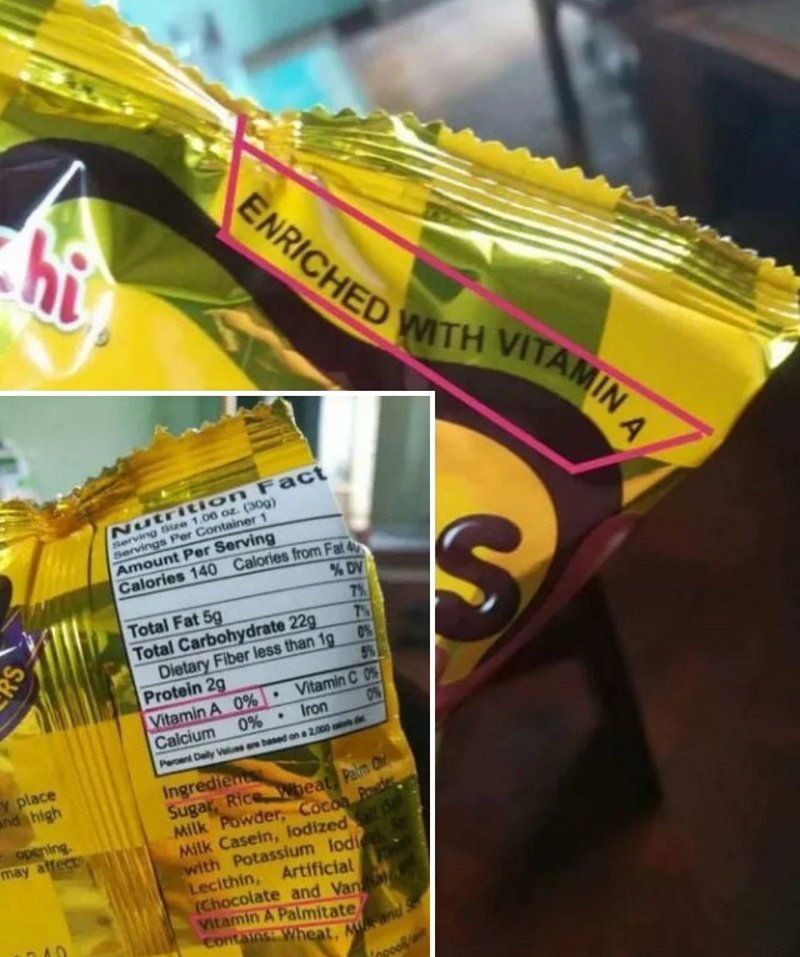 hi
ENRICHED WITH VITAMIN A
S
Nutrition Fact
Serving Size 1.06 oz. (30g)
Servings Per Container 1
Amount Per Serving
Calories 140 Calories from Fat 40
% DV
7%
Total Fat 5g 7%
Total Carbohydrate 22g 0%
Dietary Fiber less than 1g 5%
Protein 2g
Vitamin A 0% • Vitamin C 0%
Calcium 0% • Iron 0%
Percent Daily Values are based on a 2,000 calorie diet.
Ingredients:
Sugar, Rice, Wheat, Palm Oil
Milk Powder, Cocoa Powder
Milk Casein, Iodized
with Potassium
Lecithin, Artificial
(Chocolate and
Vitamin A Palmitate
Contains: Wheat, Milk and
ERS
y place
and high
opening.
may affect